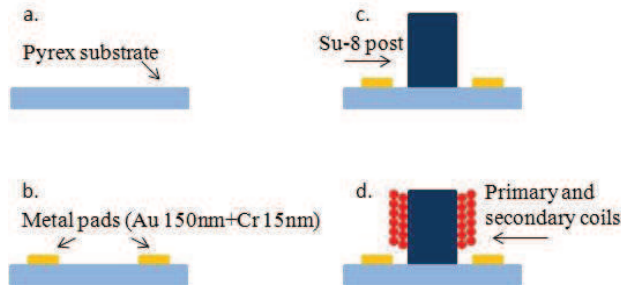 a.
Pyrex substrate
b.
Metal pads (Au 150nm+Cr 15nm)
c.
Su-8 post
d.
Primary and
secondary coils